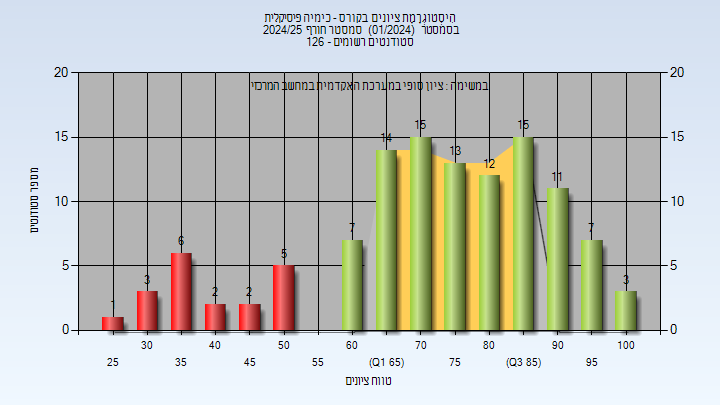 היסטוגרמת ציונים בקורס - כימיה פיסיקלית
בסמסטר (01/2024) סמסטר חורף 2024/25
סטודנטים רשומים - 126
במשימה : ציון סופי במערכת האקדמית במחשב המרכזי
מספר סטודנטים
20 20
15 15
10 10
5 5
0 0
1 3 6 2 2 5 7 14 15 13 12 15 11 7 3
30 40 50 60 70 80 90 100
25 35 45 55 (Q1 65) 75 (Q3 85) 95
טווח ציונים